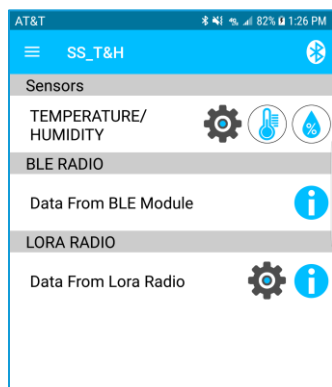 AT&T 82% 1:26 PM
SS_T&H
Sensors
TEMPERATURE/
HUMIDITY
%
BLE RADIO
Data From BLE Module
i
LORA RADIO
Data From Lora Radio
i